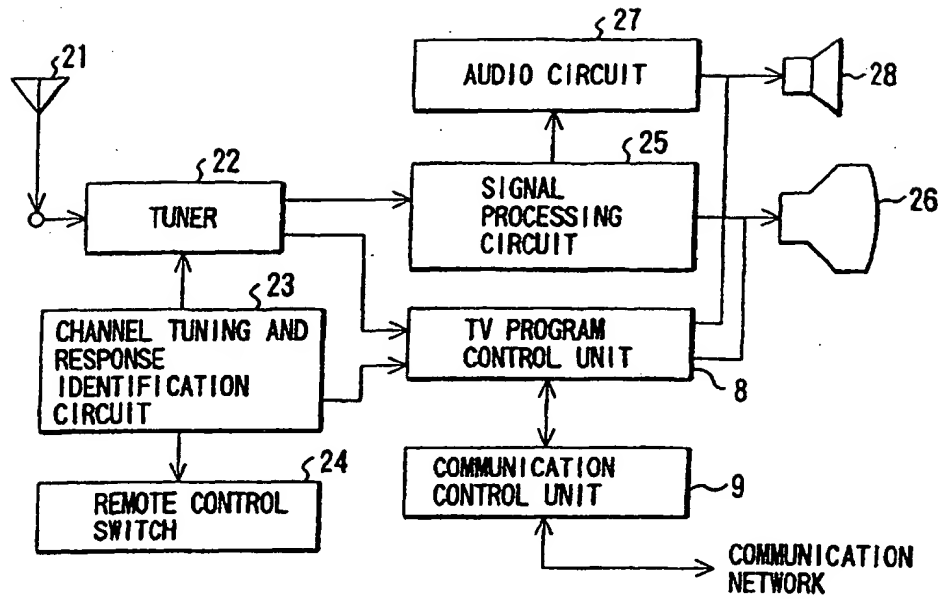 21
27
AUDIO CIRCUIT
28
22
TUNER
25
SIGNAL
PROCESSING
CIRCUIT
26
23
CHANNEL TUNING AND
RESPONSE
IDENTIFICATION
CIRCUIT
TV PROGRAM
CONTROL UNIT
8
24
REMOTE CONTROL
SWITCH
COMMUNICATION
CONTROL UNIT
9
COMMUNICATION
NETWORK